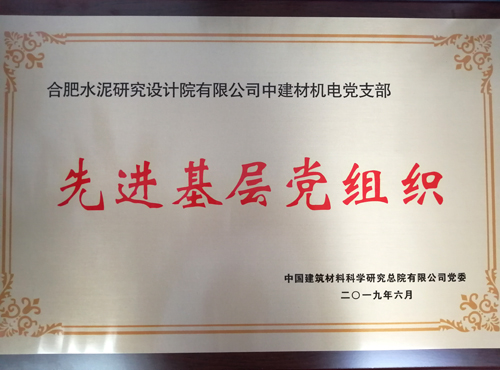 合肥水泥研究设计院有限公司中建材机电党支部
先进基层党组织
中国建筑材料科学研究总院有限公司党委
二〇一九年六月